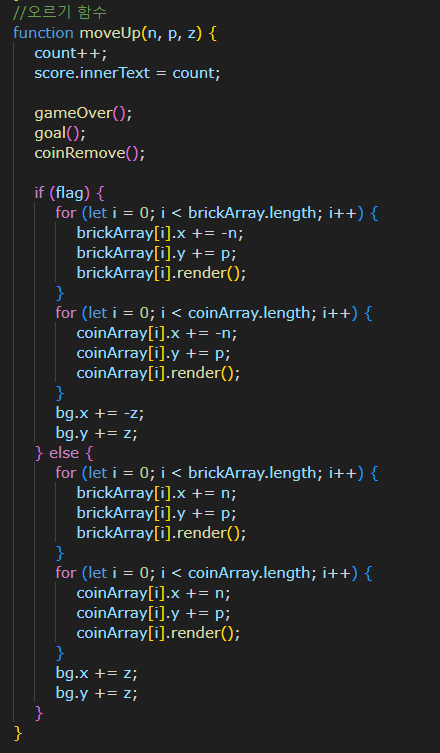 //오르기 함수
function moveUp(n, p, z) {
count++;
score.innerText = count;
gameOver();
goal();
coinRemove();
if (flag) {
for (let i = 0; i < brickArray.length; i++) {
brickArray[i].x += -n;
brickArray[i].y += p;
brickArray[i].render();
}
for (let i = 0; i < coinArray.length; i++) {
coinArray[i].x += -n;
coinArray[i].y += p;
coinArray[i].render();
}
bg.x += -z;
bg.y += z;
} else {
for (let i = 0; i < brickArray.length; i++) {
brickArray[i].x += n;
brickArray[i].y += p;
brickArray[i].render();
}
for (let i = 0; i < coinArray.length; i++) {
coinArray[i].x += n;
coinArray[i].y += p;
coinArray[i].render();
}
bg.x += z;
bg.y += z;
}
}